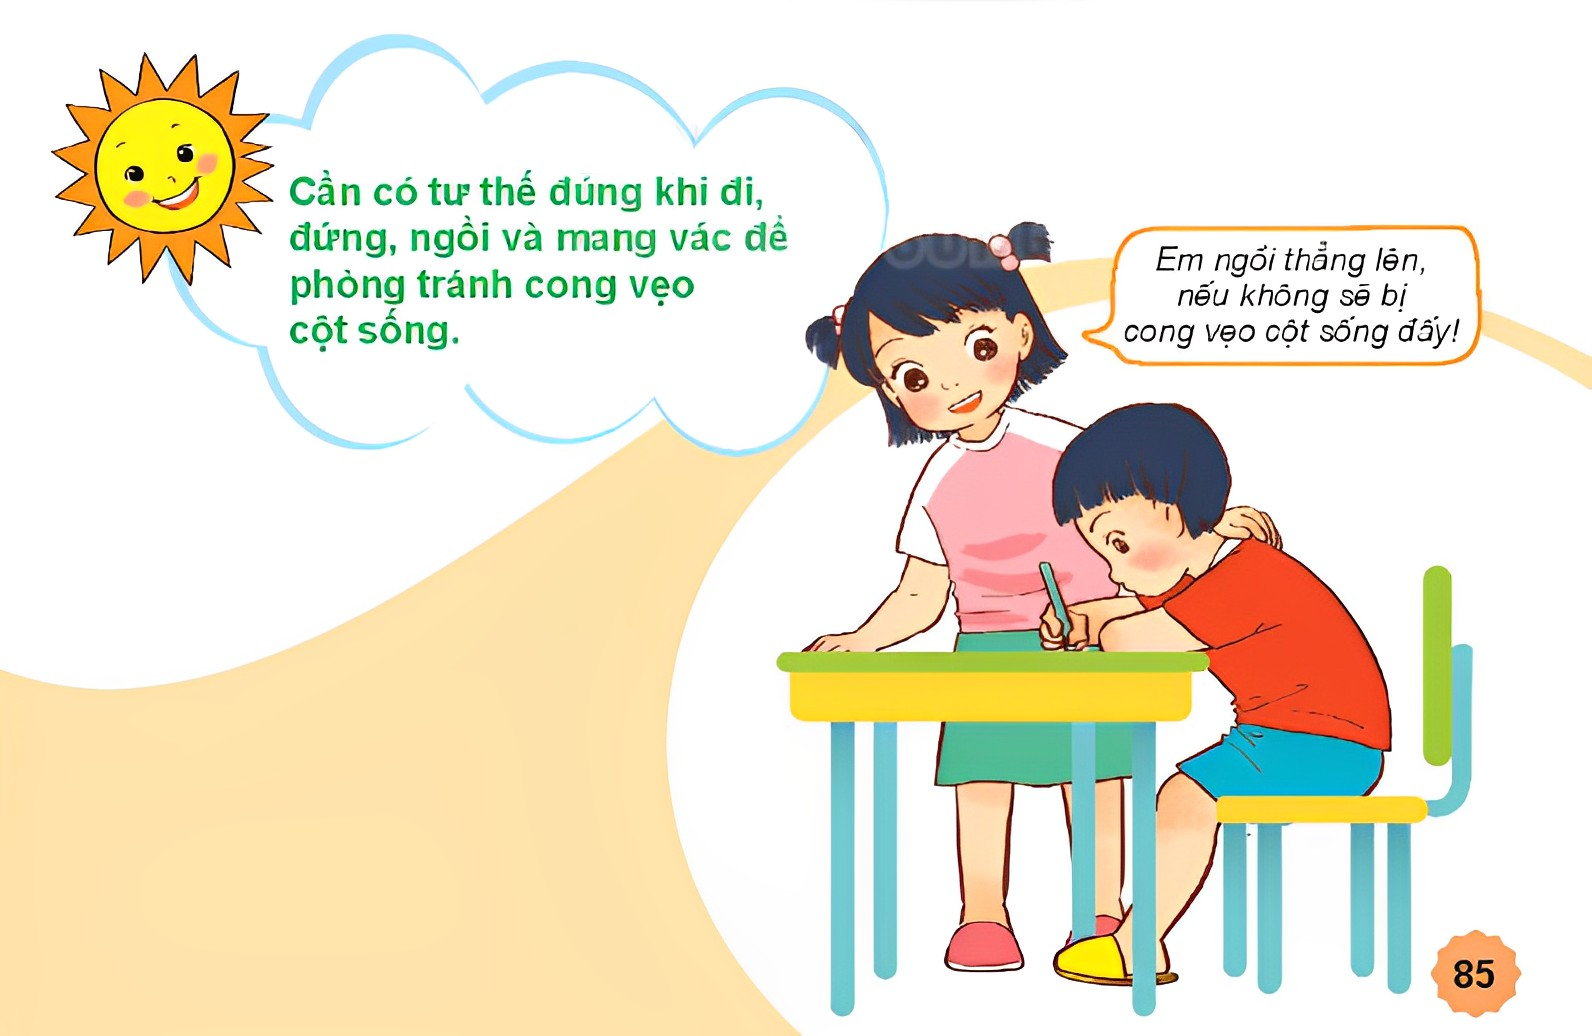 Cần có tư thế đúng khi đi,
đứng, ngồi và mang vác để
phòng tránh cong vẹo
cột sống.
Em ngồi thẳng lên,
nếu không sẽ bị
cong vẹo cột sống đấy!
85